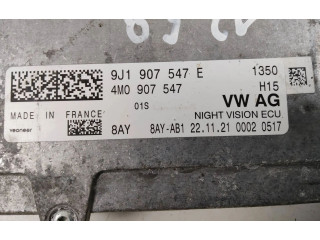 9J1 907 547 E 1350
4M0 907 547 H15
01S VW AG
MADE IN FRANCE NIGHT VISION ECU
veoneer 8AY 8AY-AB1 22.11.21 0002 0517